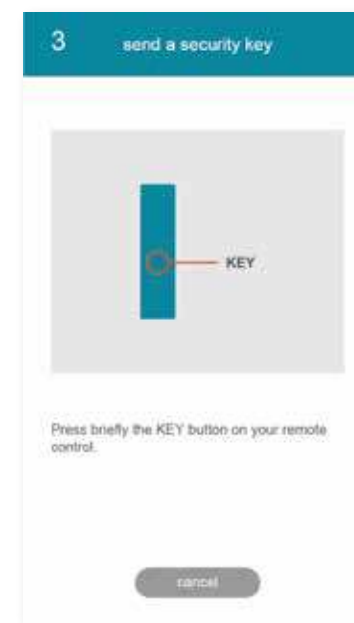 3 send a security key
KEY
Press briefly the KEY button on your remote
control.
cancel